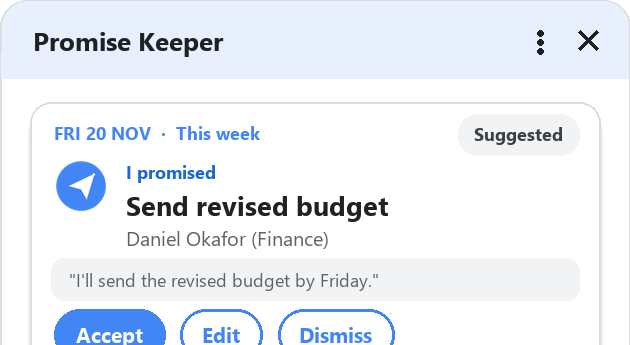 Promise Keeper
FRI 20 NOV · This week
Suggested
I promised
Send revised budget
Daniel Okafor (Finance)
"I'll send the revised budget by Friday."
Accept Edit Dismiss